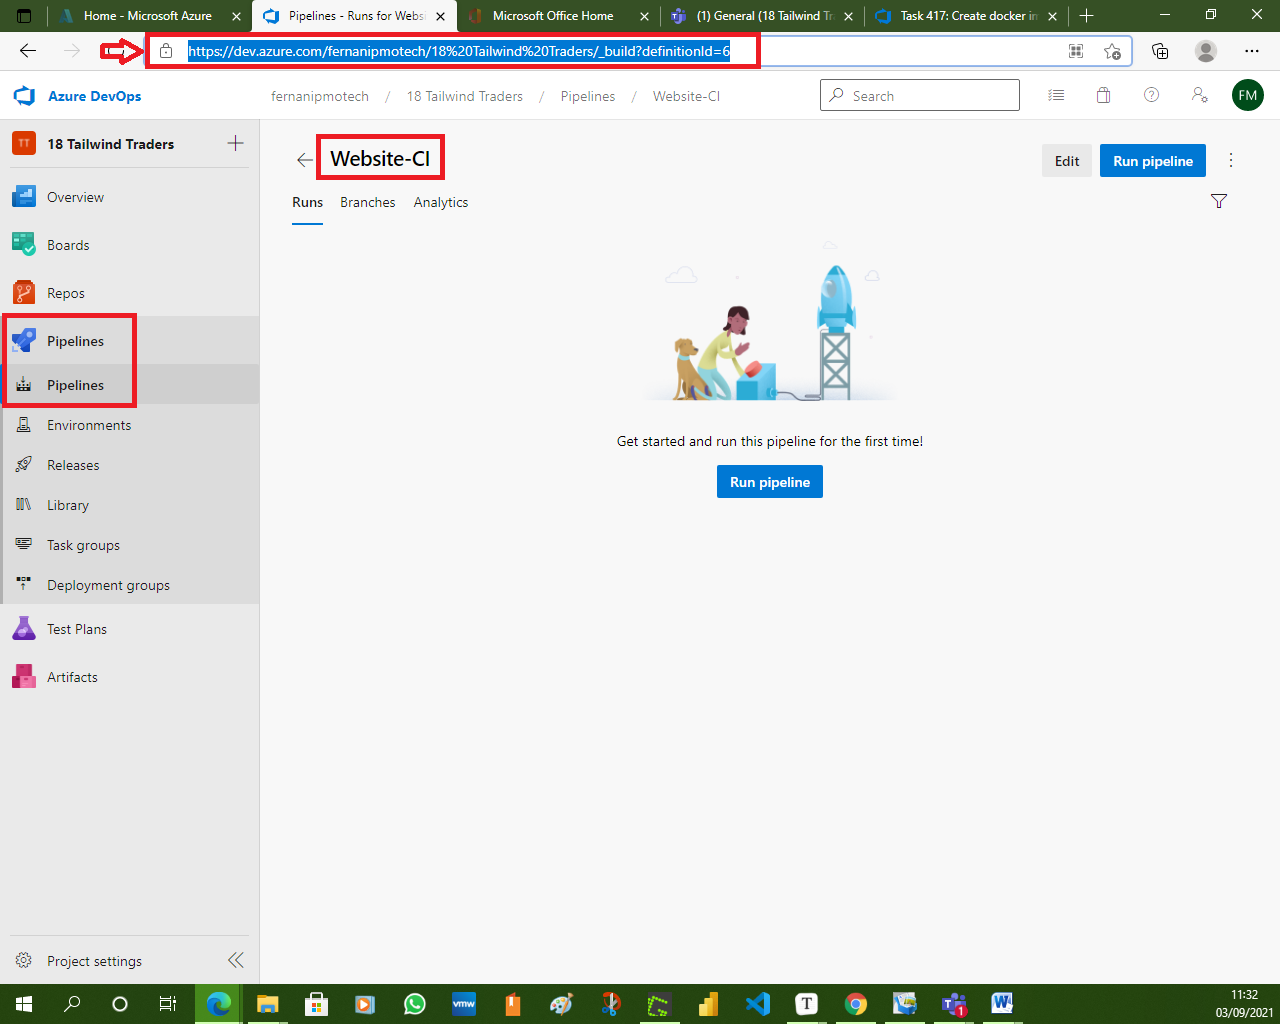 Home - Microsoft Azure
Pipelines - Runs for Websi
Microsoft Office Home
(1) General (18 Tailwind Tr
Task 417: Create docker im
https://dev.azure.com/fernanipmotech/18%20Tailwind%20Traders/_build?definitionId=6
Azure DevOps
fernanipmotech / 18 Tailwind Traders / Pipelines / Website-CI
Search
FM
TT 18 Tailwind Traders
Website-CI
Edit
Run pipeline
Overview
Runs Branches Analytics
Boards
Repos
Pipelines
Pipelines
Environments
Get started and run this pipeline for the first time!
Releases
Run pipeline
Library
Task groups
Deployment groups
Test Plans
Artifacts
Project settings
vmw
T
1
W
11:32
03/09/2021